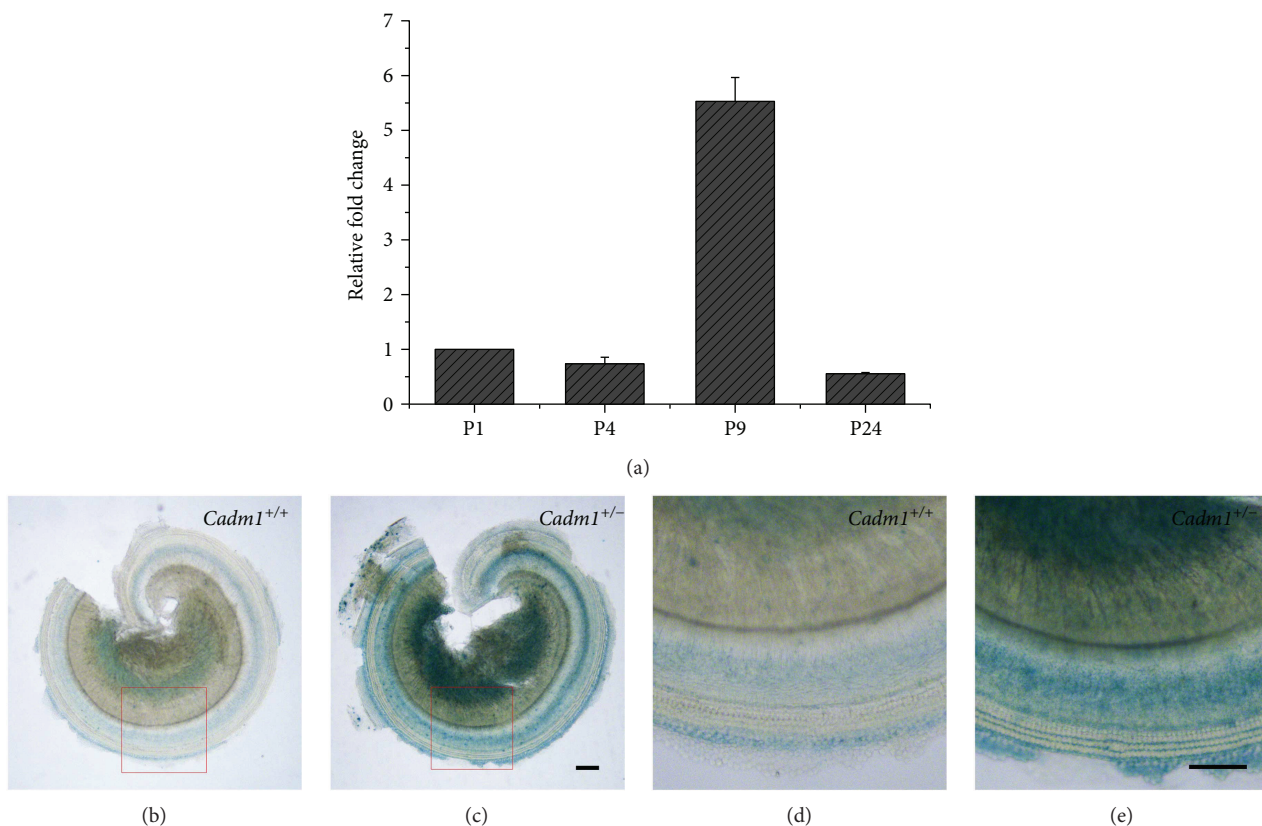 7
6
5
4
3
2
1
0
Relative fold change
P1 P4 P9 P24
(a)
Cadm1+/+ Cadm1+/− Cadm1+/+ Cadm1+/−
(b) (c) (d) (e)